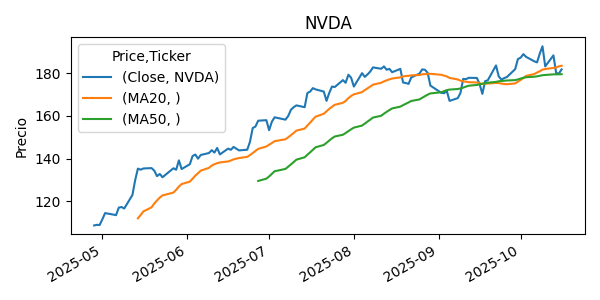 NVDA
Price,Ticker
(Close, NVDA)
(MA20, )
(MA50, )
Precio
180
160
140
120
2025-05
2025-06
2025-07
2025-08
2025-09
2025-10